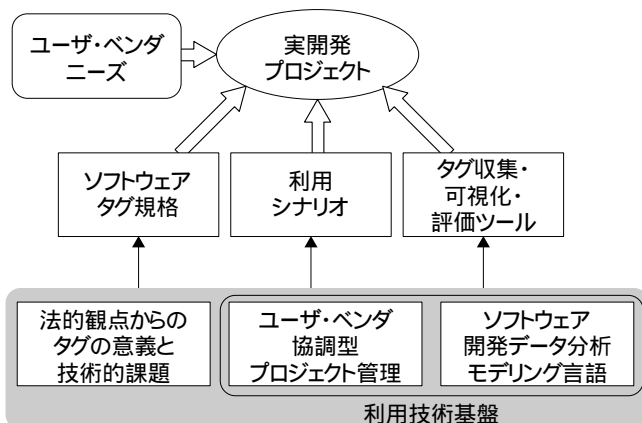 ユーザ・ベンダ
ニーズ
実開発
プロジェクト
ソフトウェア
タグ規格
利用
シナリオ
タグ収集・
可視化・
評価ツール
法的観点からの
タグの意義と
技術的課題
ユーザ・ベンダ
協調型
プロジェクト管理
ソフトウェア
開発データ分析
モデリング言語
利用技術基盤